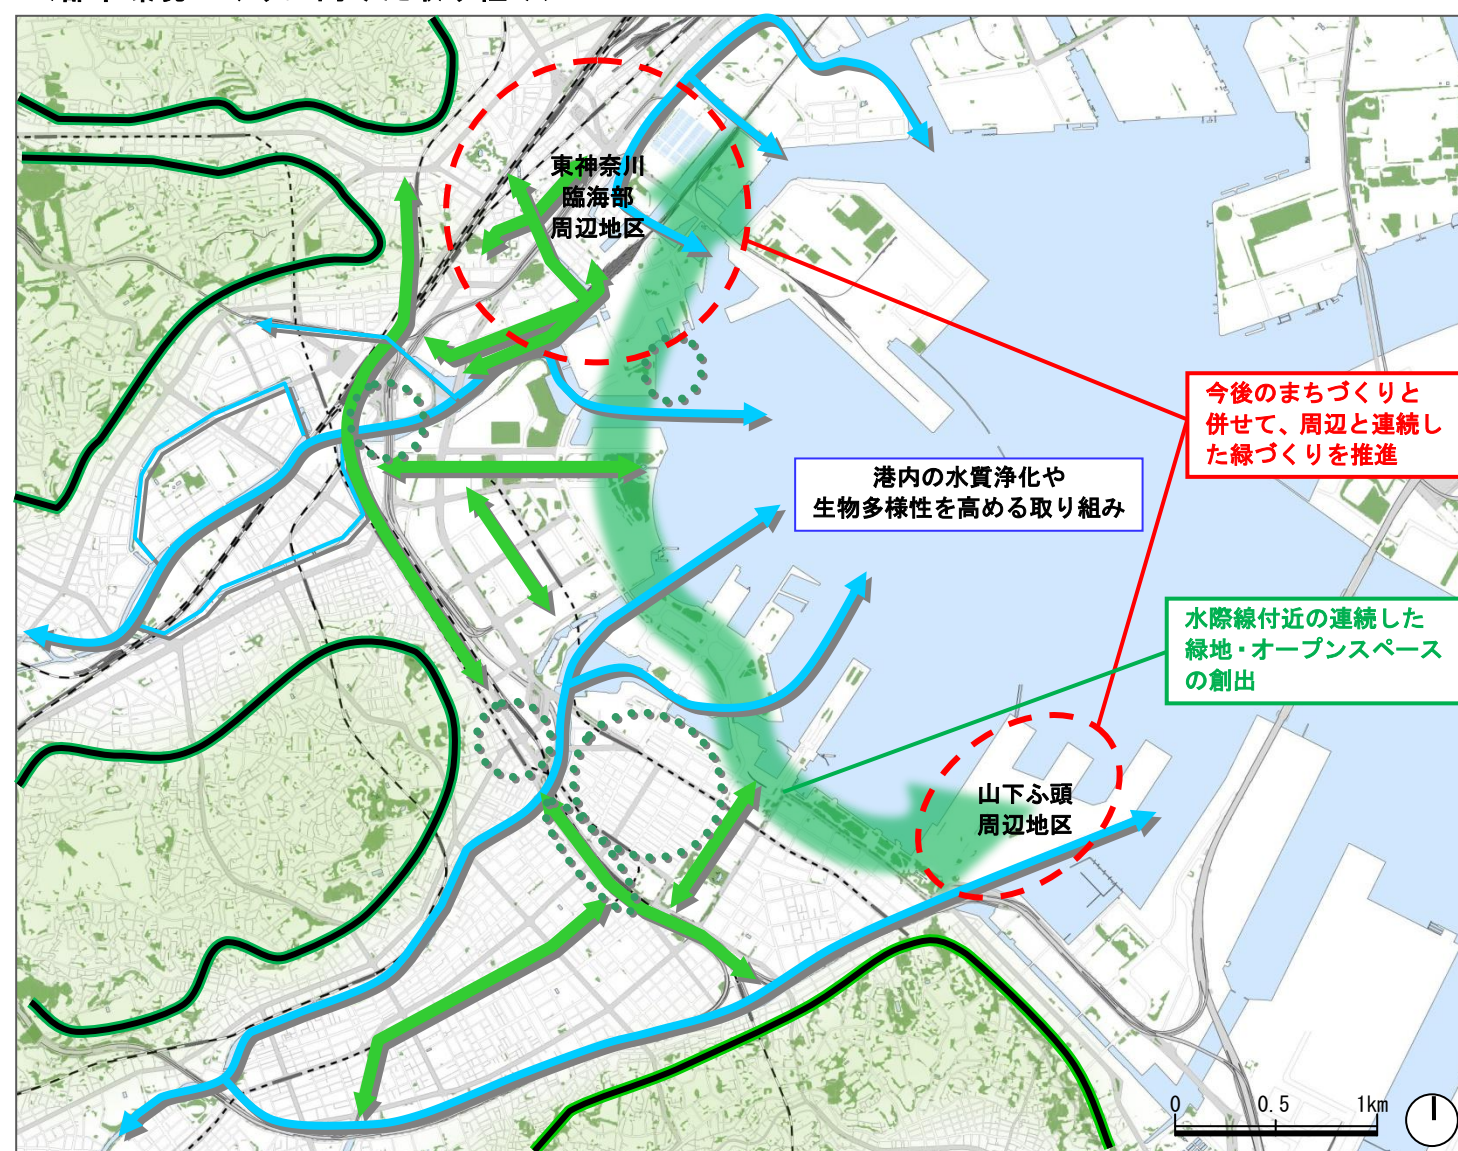 東神奈川
臨海部
周辺地区
今後のまちづくりと
併せて、周辺と連続し
た緑づくりを推進
港内の水質浄化や
生物多様性を高める取り組み
水際線付近の連続した
緑地・オープンスペース
の創出
山下ふ頭
周辺地区
0 0.5 1km